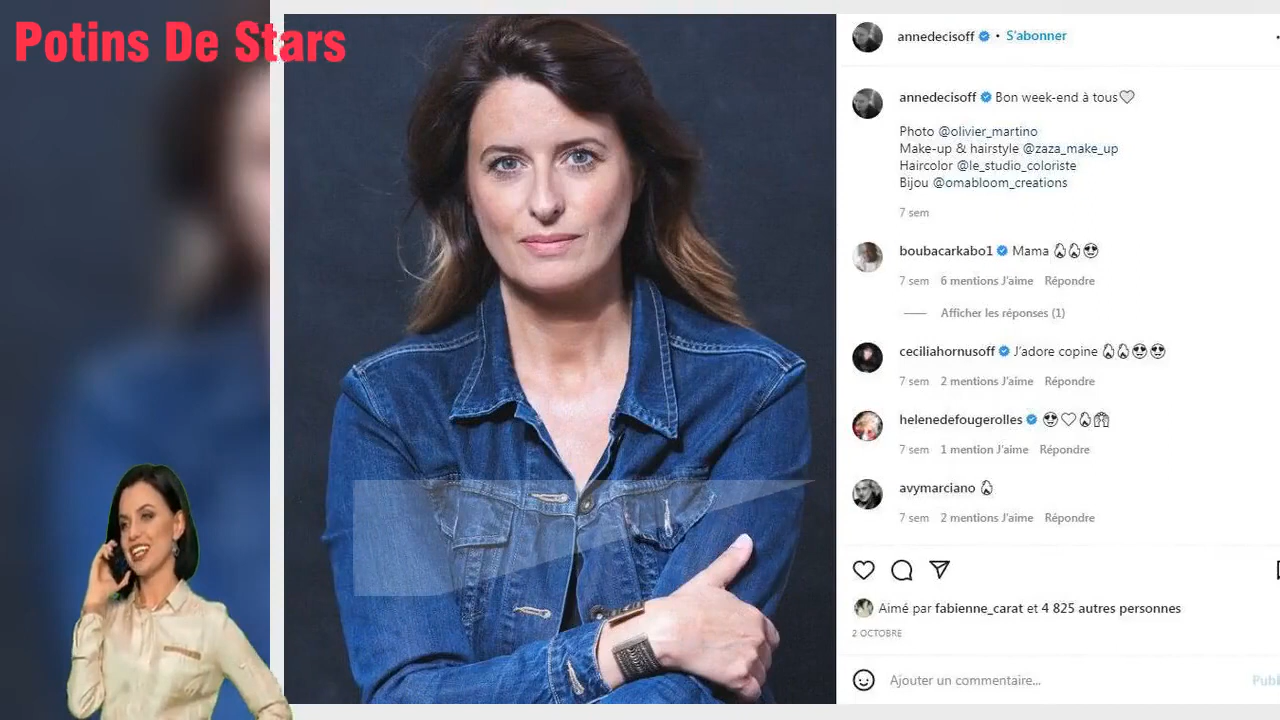 Potins De Stars
annedecisoff • S'abonner
annedecisoff Bon week-end à tous🤍
Photo @olivier_martino
Make-up & hairstyle @zaza_make_up
Haircolor @le_studio_coloriste
Bijou @omabloom_creations
7 sem
boubacarkabo1 Mama 🔥🔥😍
7 sem 6 mentions J'aime Répondre
Afficher les réponses (1)
ceciliahornusoff J'adore copine 🔥🔥😍😍
7 sem 2 mentions J'aime Répondre
helenedefougerolles 😍🤍🔥🙌
7 sem 1 mention J'aime Répondre
avymarciano 🔥
7 sem 2 mentions J'aime Répondre
Aimé par fabienne_carat et 4 825 autres personnes
2 OCTOBRE
Ajouter un commentaire...